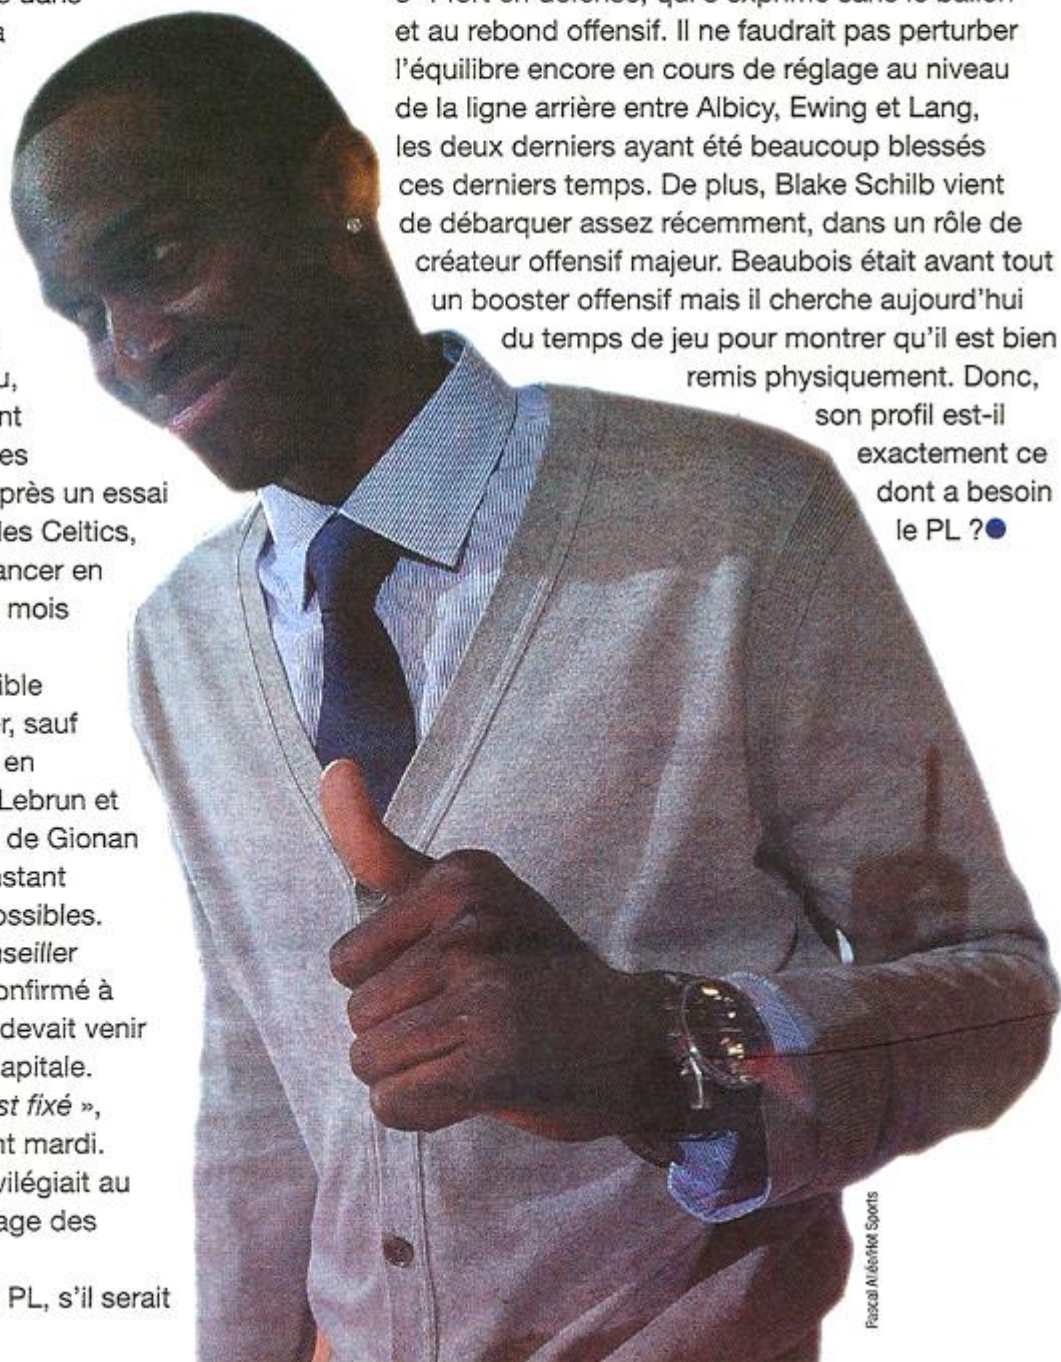 u,
nt
es
près un essai
les Celtics,
ancer en
mois
ible
r, sauf
en
Lebrun et
de Gionan
nstant
ossibles.
nseiller
onfirmé à
devait venir
apitale.
st fixé »,
nt mardi.
vilégiait au
age des
PL, s'il serait
et au rebond offensif. Il ne faudrait pas perturber
l'équilibre encore en cours de réglage au niveau
de la ligne arrière entre Albicy, Ewing et Lang,
les deux derniers ayant été beaucoup blessés
ces derniers temps. De plus, Blake Schilb vient
de débarquer assez récemment, dans un rôle de
créateur offensif majeur. Beaubois était avant tout
un booster offensif mais il cherche aujourd'hui
du temps de jeu pour montrer qu'il est bien
remis physiquement. Donc,
son profil est-il
exactement ce
dont a besoin
le PL ?
Pascal Allée/Hot Sports